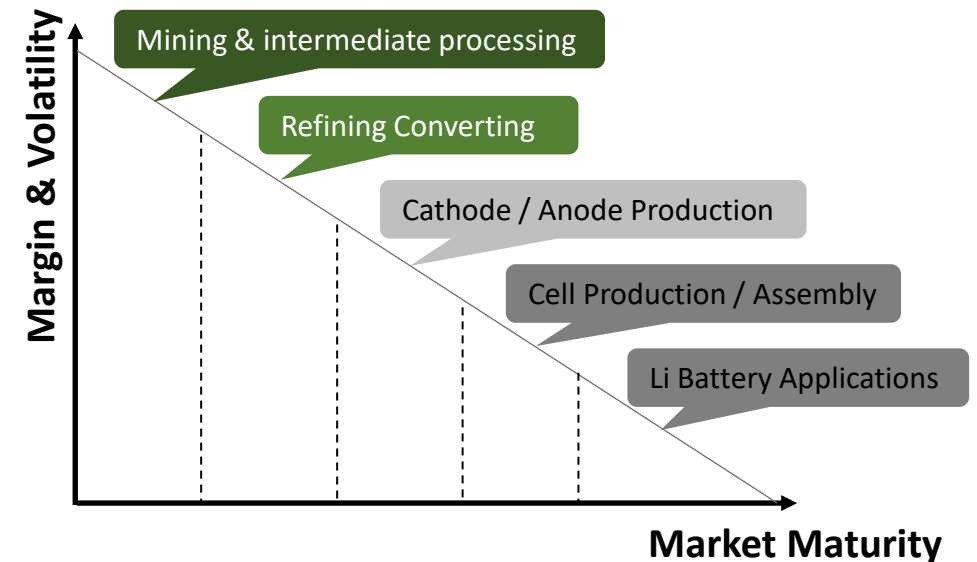 Margin & Volatility
Mining & intermediate processing
Refining Converting
Cathode / Anode Production
Cell Production / Assembly
Li Battery Applications
Market Maturity